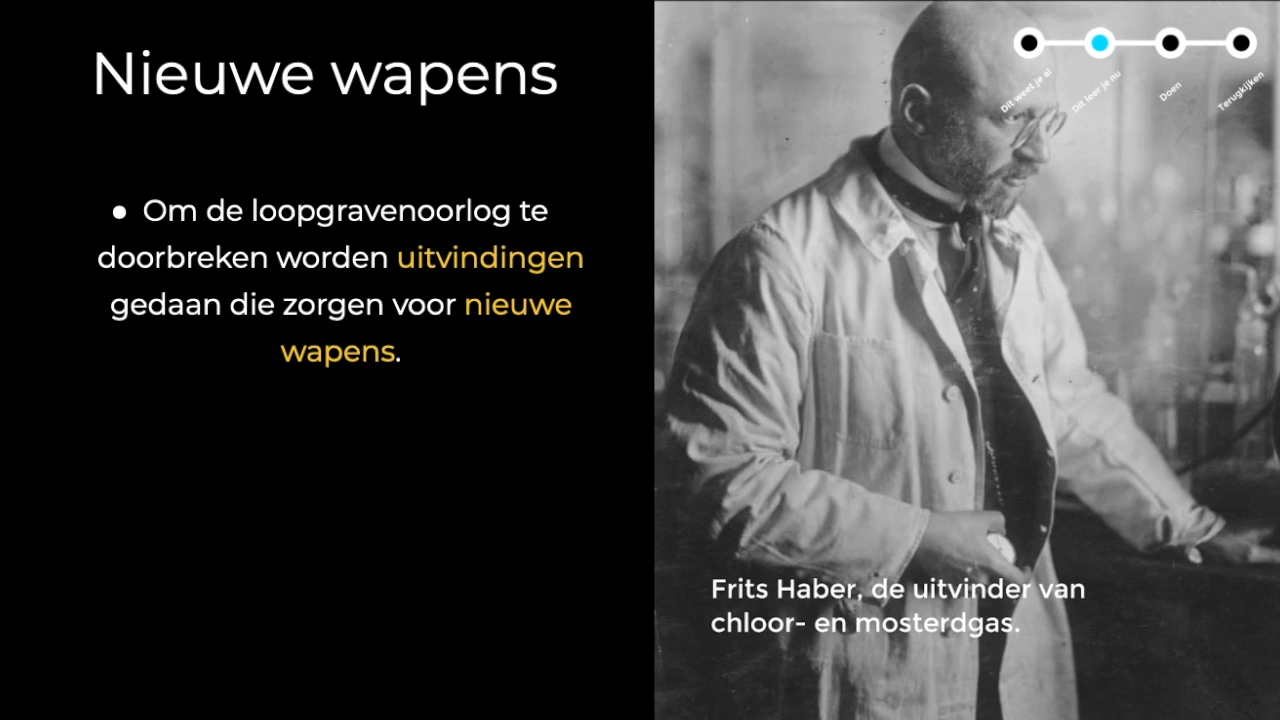 Nieuwe wapens
● Om de loopgravenoorlog te
doorbreken worden uitvindingen
gedaan die zorgen voor nieuwe
wapens.
Dit weet je al
Dit leer je nu
Doen
Terugkijken
Frits Haber, de uitvinder van
chloor- en mosterdgas.